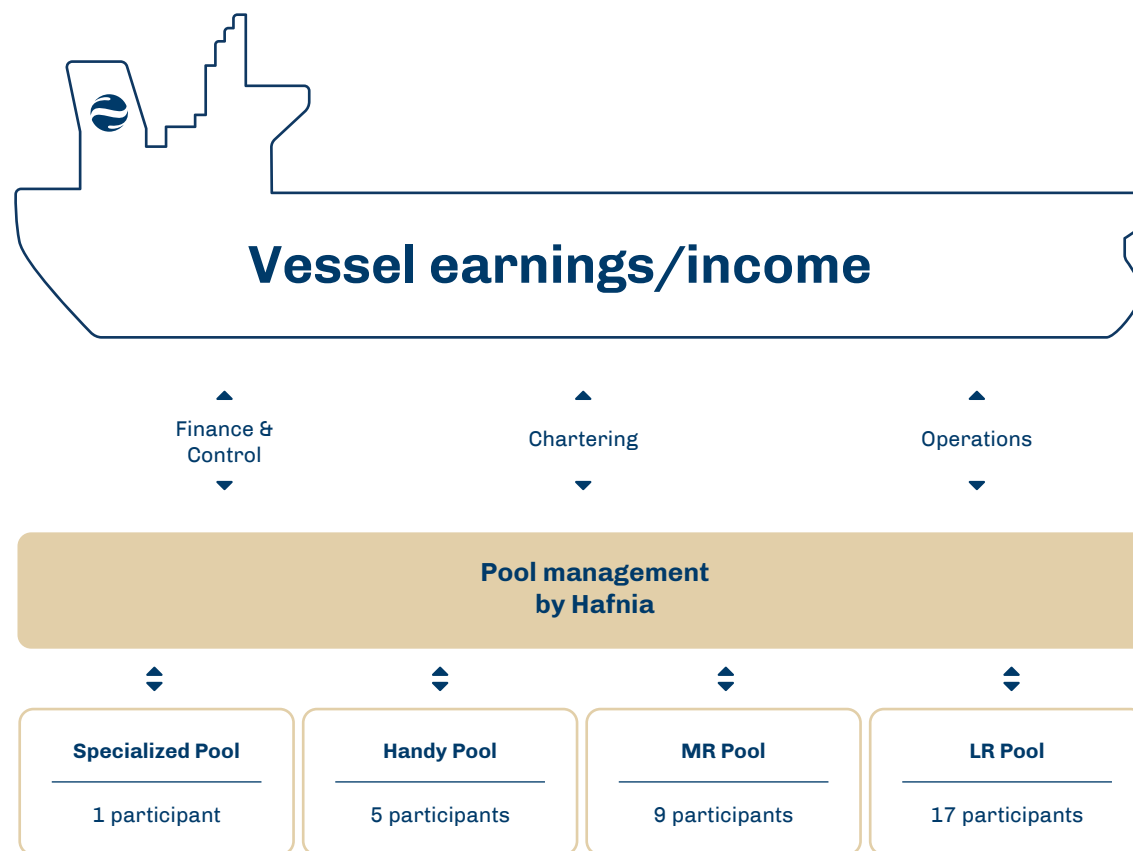 Vessel earnings/income
Finance &
Control
Chartering
Operations
Pool management
by Hafnia
Specialized Pool
Handy Pool
MR Pool
LR Pool
1 participant
5 participants
9 participants
17 participants